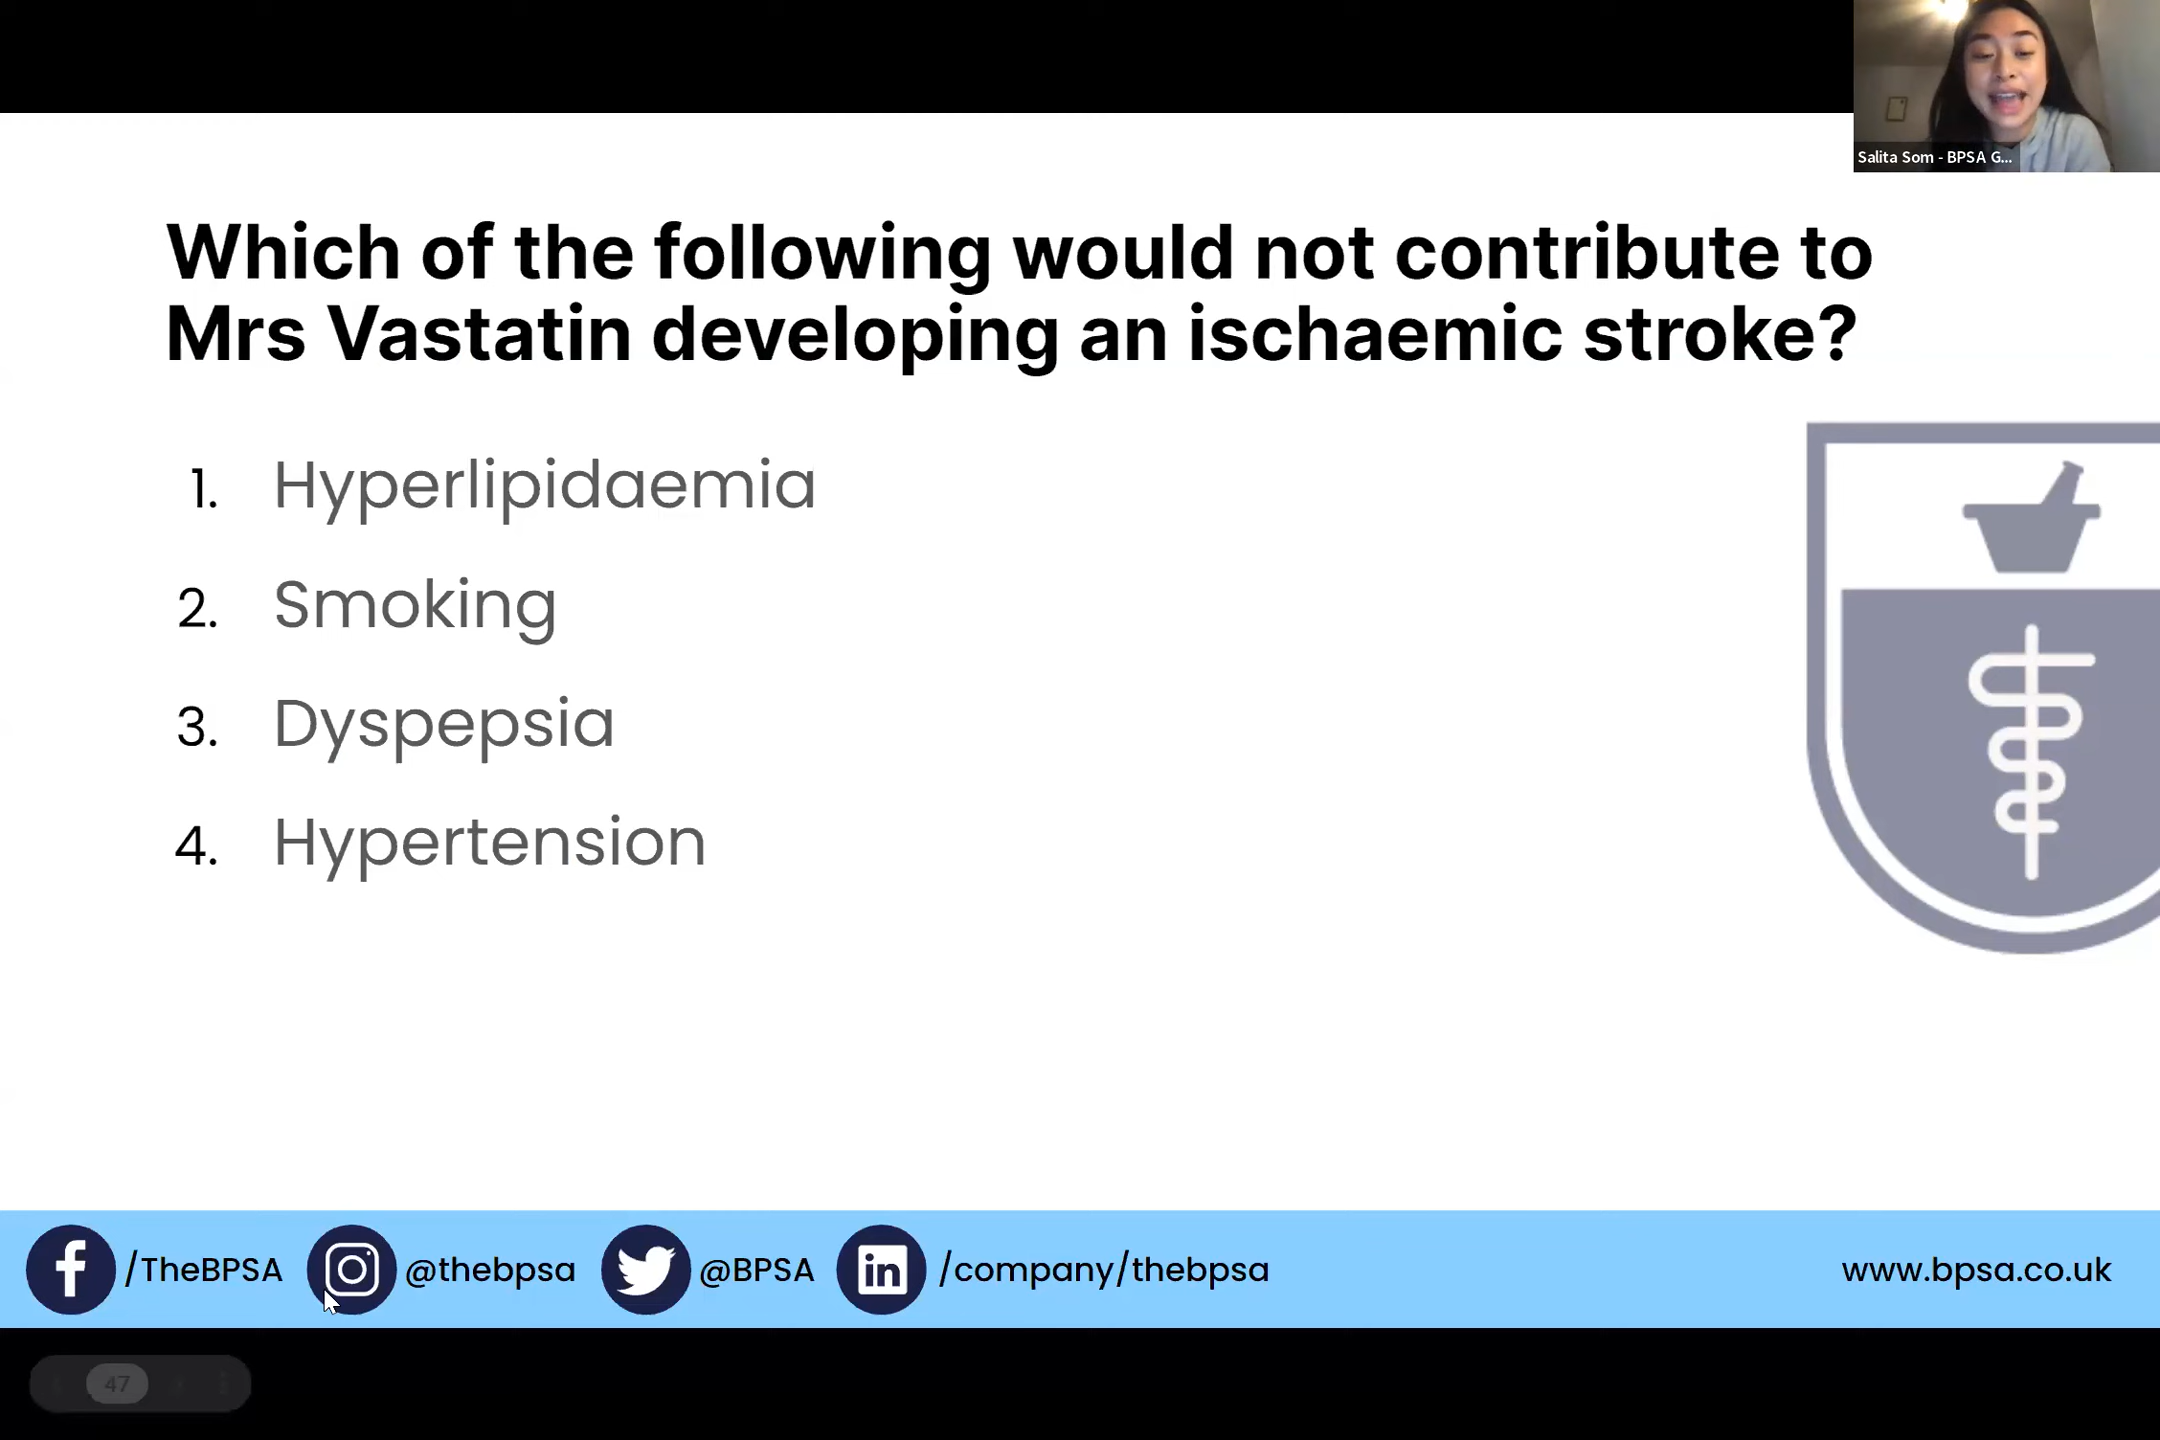 Salita Som - BPSA G...
Which of the following would not contribute to
Mrs Vastatin developing an ischaemic stroke?
1. Hyperlipidaemia
2. Smoking
3. Dyspepsia
4. Hypertension
/TheBPSA @thebpsa @BPSA /company/thebpsa www.bpsa.co.uk
47